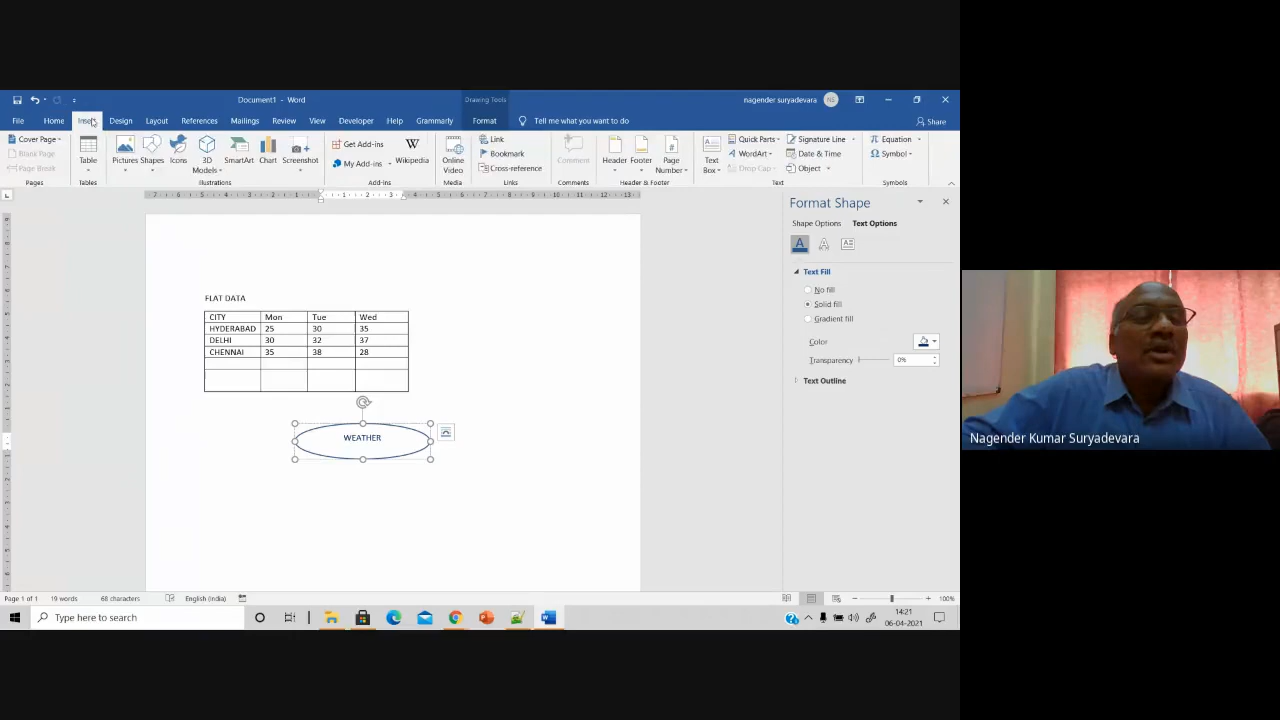 Document1 - Word
Drawing Tools
nagender suryadevara
NS
File Home Insert Design Layout References Mailings Review View Developer Help Grammarly Format Tell me what you want to do Share
Cover Page
Blank Page
Page Break
Pages
Table
Tables
Pictures
Shapes
Icons
3D Models
SmartArt
Chart
Screenshot
Illustrations
Get Add-ins
My Add-ins
Wikipedia
Add-ins
Online Video
Media
Link
Bookmark
Cross-reference
Links
Comment
Comments
Header
Footer
Page Number
Header & Footer
Text Box
Quick Parts
WordArt
Drop Cap
Signature Line
Date & Time
Object
Text
Equation
Symbol
Symbols
FLAT DATA
CITY Mon Tue Wed
HYDERABAD 25 30 35
DELHI 30 32 37
CHENNAI 35 38 28
WEATHER
Format Shape
Shape Options Text Options
Text Fill
No fill
Solid fill
Gradient fill
Color
Transparency 0%
Text Outline
Nagender Kumar Suryadevara
Page 1 of 1 19 words 68 characters English (India) 100%
Type here to search
14:21
06-04-2021